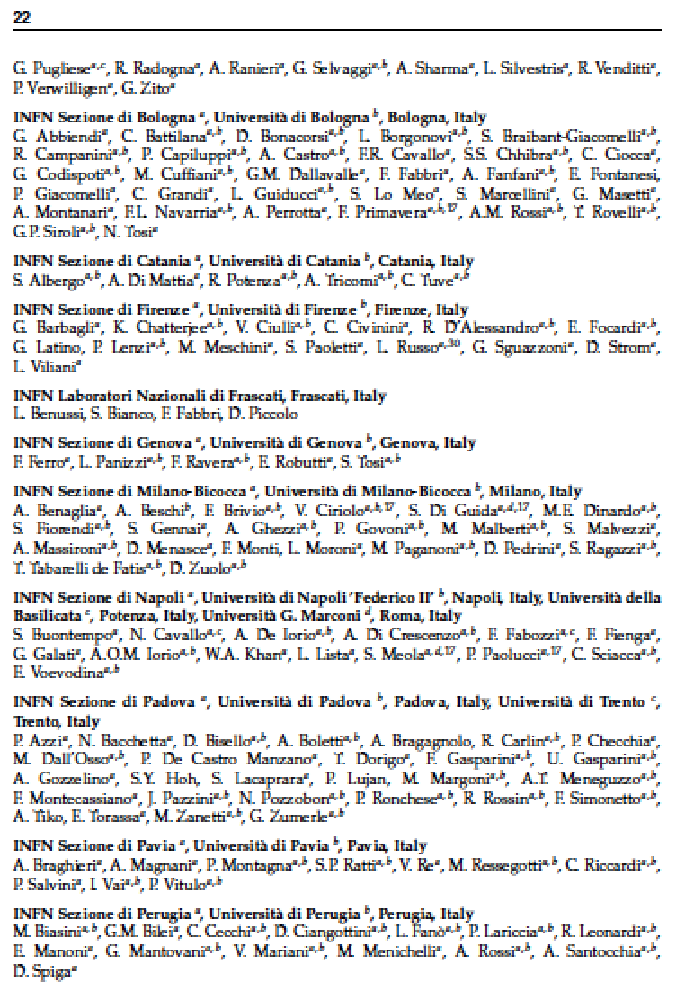 22
G. Pugliese^{a,c}, R. Radogna^a, A. Ranieri^a, G. Selvaggi^{a,b}, A. Sharma^a, L. Silvestris^a, R. Venditti^a,
P. Verwilligen^a, G. Zito^a
INFN Sezione di Bologna ^a, Università di Bologna ^b, Bologna, Italy
G. Abbiendi^a, C. Battilana^{a,b}, D. Bonacorsi^{a,b}, L. Borgonovi^{a,b}, S. Braibant-Giacomelli^{a,b},
R. Campanini^{a,b}, P. Capiluppi^{a,b}, A. Castro^{a,b}, F.R. Cavallo^a, S.S. Chhibra^{a,b}, C. Ciocca^a,
G. Codispoti^{a,b}, M. Cuffiani^{a,b}, G.M. Dallavalle^a, F. Fabbri^a, A. Fanfani^{a,b}, E. Fontanesi,
P. Giacomelli^a, C. Grandi^a, L. Guiducci^{a,b}, S. Lo Meo^a, S. Marcellini^a, G. Masetti^a,
A. Montanari^a, F.L. Navarria^{a,b}, A. Perrotta^a, F. Primavera^{a,b,17}, A.M. Rossi^{a,b}, T. Rovelli^{a,b},
G.P. Siroli^{a,b}, N. Tosi^a
INFN Sezione di Catania ^a, Università di Catania ^b, Catania, Italy
S. Albergo^{a,b}, A. Di Mattia^a, R. Potenza^{a,b}, A. Tricomi^{a,b}, C. Tuve^{a,b}
INFN Sezione di Firenze ^a, Università di Firenze ^b, Firenze, Italy
G. Barbagli^a, K. Chatterjee^{a,b}, V. Ciulli^{a,b}, C. Civinini^a, R. D'Alessandro^{a,b}, E. Focardi^{a,b},
G. Latino, P. Lenzi^{a,b}, M. Meschini^a, S. Paoletti^a, L. Russo^{a,30}, G. Sguazzoni^a, D. Strom^a,
L. Viliani^a
INFN Laboratori Nazionali di Frascati, Frascati, Italy
L. Benussi, S. Bianco, F. Fabbri, D. Piccolo
INFN Sezione di Genova ^a, Università di Genova ^b, Genova, Italy
F. Ferro^a, L. Panizzi^{a,b}, F. Ravera^{a,b}, E. Robutti^a, S. Tosi^{a,b}
INFN Sezione di Milano-Bicocca ^a, Università di Milano-Bicocca ^b, Milano, Italy
A. Benaglia^a, A. Beschi^b, F. Brivio^{a,b}, V. Ciriolo^{a,b,17}, S. Di Guida^{a,d,17}, M.E. Dinardo^{a,b},
S. Fiorendi^{a,b}, S. Gennai^a, A. Ghezzi^{a,b}, P. Govoni^{a,b}, M. Malberti^{a,b}, S. Malvezzi^a,
A. Massironi^{a,b}, D. Menasce^a, F. Monti, L. Moroni^a, M. Paganoni^{a,b}, D. Pedrini^a, S. Ragazzi^{a,b},
T. Tabarelli de Fatis^{a,b}, D. Zuolo^{a,b}
INFN Sezione di Napoli ^a, Università di Napoli 'Federico II' ^b, Napoli, Italy, Università della
Basilicata ^c, Potenza, Italy, Università G. Marconi ^d, Roma, Italy
S. Buontempo^a, N. Cavallo^{a,c}, A. De Iorio^{a,b}, A. Di Crescenzo^{a,b}, F. Fabozzi^{a,c}, F. Fienga^a,
G. Galati^a, A.O.M. Iorio^{a,b}, W.A. Khan^a, L. Lista^a, S. Meola^{a,d,17}, P. Paolucci^{a,17}, C. Sciacca^{a,b},
E. Voevodina^{a,b}
INFN Sezione di Padova ^a, Università di Padova ^b, Padova, Italy, Università di Trento ^c,
Trento, Italy
P. Azzi^a, N. Bacchetta^a, D. Bisello^{a,b}, A. Boletti^{a,b}, A. Bragagnolo, R. Carlin^{a,b}, P. Checchia^a,
M. Dall'Osso^{a,b}, P. De Castro Manzano^a, T. Dorigo^a, F. Gasparini^{a,b}, U. Gasparini^{a,b},
A. Gozzelino^a, S.Y. Hoh, S. Lacaprara^a, P. Lujan, M. Margoni^{a,b}, A.T. Meneguzzo^{a,b},
F. Montecassiano^a, J. Pazzini^{a,b}, N. Pozzobon^{a,b}, P. Ronchese^{a,b}, R. Rossin^{a,b}, F. Simonetto^{a,b},
A. Tiko, E. Torassa^a, M. Zanetti^{a,b}, G. Zumerle^{a,b}
INFN Sezione di Pavia ^a, Università di Pavia ^b, Pavia, Italy
A. Braghieri^a, A. Magnani^a, P. Montagna^{a,b}, S.P. Ratti^{a,b}, V. Re^a, M. Ressegotti^{a,b}, C. Riccardi^{a,b},
P. Salvini^a, I. Vai^{a,b}, P. Vitulo^{a,b}
INFN Sezione di Perugia ^a, Università di Perugia ^b, Perugia, Italy
M. Biasini^{a,b}, G.M. Bilei^a, C. Cecchi^{a,b}, D. Ciangottini^{a,b}, L. Fanò^{a,b}, P. Lariccia^{a,b}, R. Leonardi^{a,b},
E. Manoni^a, G. Mantovani^{a,b}, V. Mariani^{a,b}, M. Menichelli^a, A. Rossi^{a,b}, A. Santocchia^{a,b},
D. Spiga^a